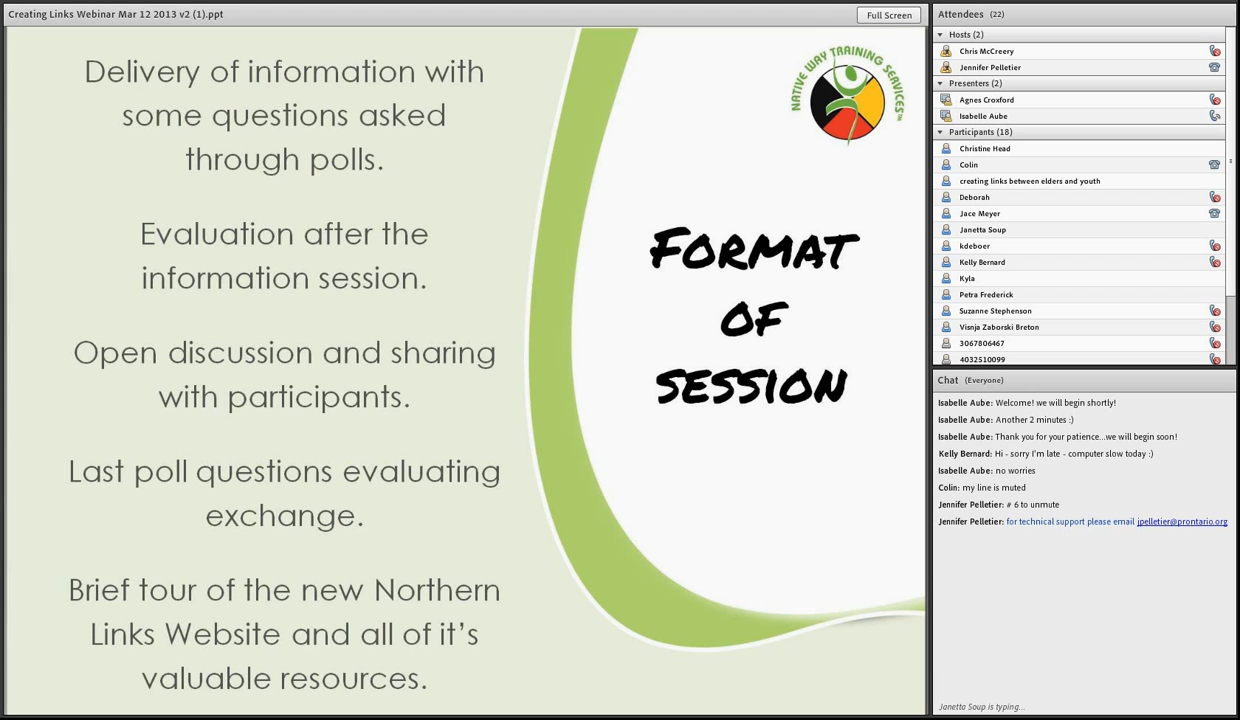 Creating Links Webinar Mar 12 2013 v2 (1).ppt
Full Screen
Delivery of information with
some questions asked
through polls.
Evaluation after the
information session.
Open discussion and sharing
with participants.
Last poll questions evaluating
exchange.
Brief tour of the new Northern
Links Website and all of it’s
valuable resources.
NATIVE WAY TRAINING SERVICES™
FORMAT
OF
SESSION
Attendees (22)
Hosts (2)
Chris McCreery
Jennifer Pelletier
Presenters (2)
Agnes Croxford
Isabelle Aube
Participants (18)
Christine Head
Colin
creating links between elders and youth
Deborah
Jace Meyer
Janetta Soup
kdeboer
Kelly Bernard
Kyla
Petra Frederick
Suzanne Stephenson
Visnja Zaborski Breton
3067806467
4032510099
Chat (Everyone)
Isabelle Aube: Welcome! we will begin shortly!
Isabelle Aube: Another 2 minutes :)
Isabelle Aube: Thank you for your patience...we will begin soon!
Kelly Bernard: Hi - sorry I'm late - computer slow today :)
Isabelle Aube: no worries
Colin: my line is muted
Jennifer Pelletier: # 6 to unmute
Jennifer Pelletier: for technical support please email jpelletier@prontario.org
Janetta Soup is typing...